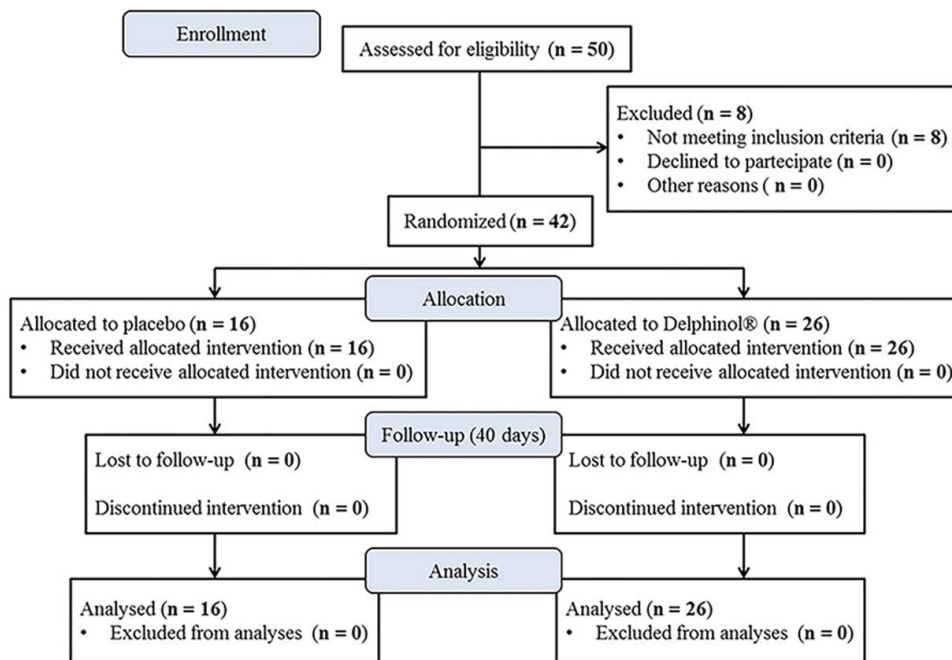 Enrollment
Assessed for eligibility (n = 50)
Excluded (n = 8)
• Not meeting inclusion criteria (n = 8)
• Declined to partecipate (n = 0)
• Other reasons ( n = 0)
Randomized (n = 42)
Allocation
Allocated to placebo (n = 16)
• Received allocated intervention (n = 16)
• Did not receive allocated intervention (n = 0)
Allocated to Delphinol® (n = 26)
• Received allocated intervention (n = 26)
• Did not receive allocated intervention (n = 0)
Follow-up (40 days)
Lost to follow-up (n = 0)
Discontinued intervention (n = 0)
Lost to follow-up (n = 0)
Discontinued intervention (n = 0)
Analysis
Analysed (n = 16)
• Excluded from analyses (n = 0)
Analysed (n = 26)
• Excluded from analyses (n = 0)